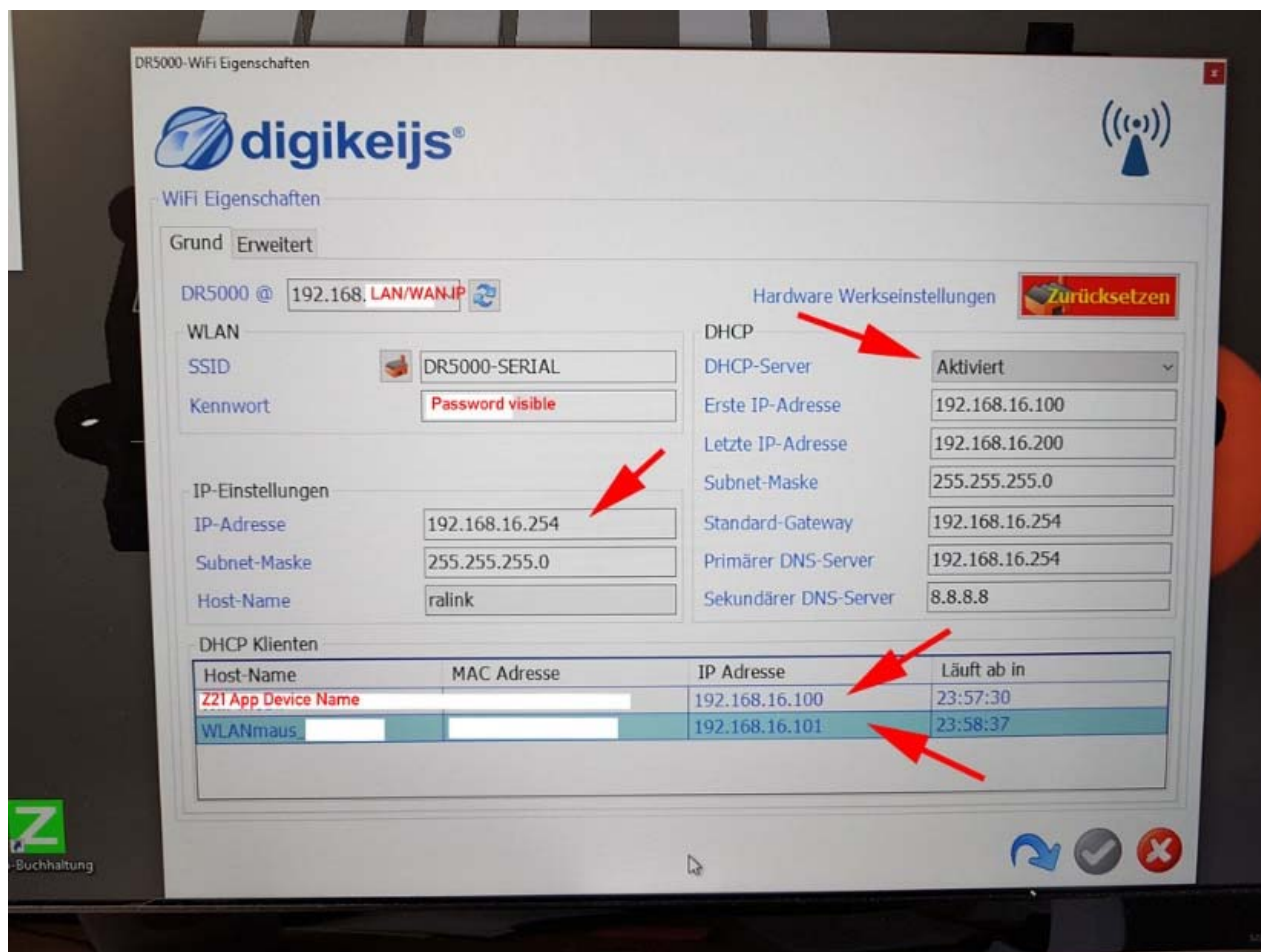 DR5000-WiFi Eigenschaften
x
digikeijs®
WiFi Eigenschaften
Grund Erweitert
DR5000 @ 192.168. LAN/WAN-IP
Hardware Werkseinstellungen Zurücksetzen
WLAN
SSID DR5000-SERIAL
Kennwort Password visible
IP-Einstellungen
IP-Adresse 192.168.16.254
Subnet-Maske 255.255.255.0
Host-Name ralink
DHCP
DHCP-Server Aktiviert
Erste IP-Adresse 192.168.16.100
Letzte IP-Adresse 192.168.16.200
Subnet-Maske 255.255.255.0
Standard-Gateway 192.168.16.254
Primärer DNS-Server 192.168.16.254
Sekundärer DNS-Server 8.8.8.8
DHCP Klienten
Host-Name MAC Adresse IP Adresse Läuft ab in
Z21 App Device Name 192.168.16.100 23:57:30
WLANmaus_ 192.168.16.101 23:58:37
Z
-Buchhaltung